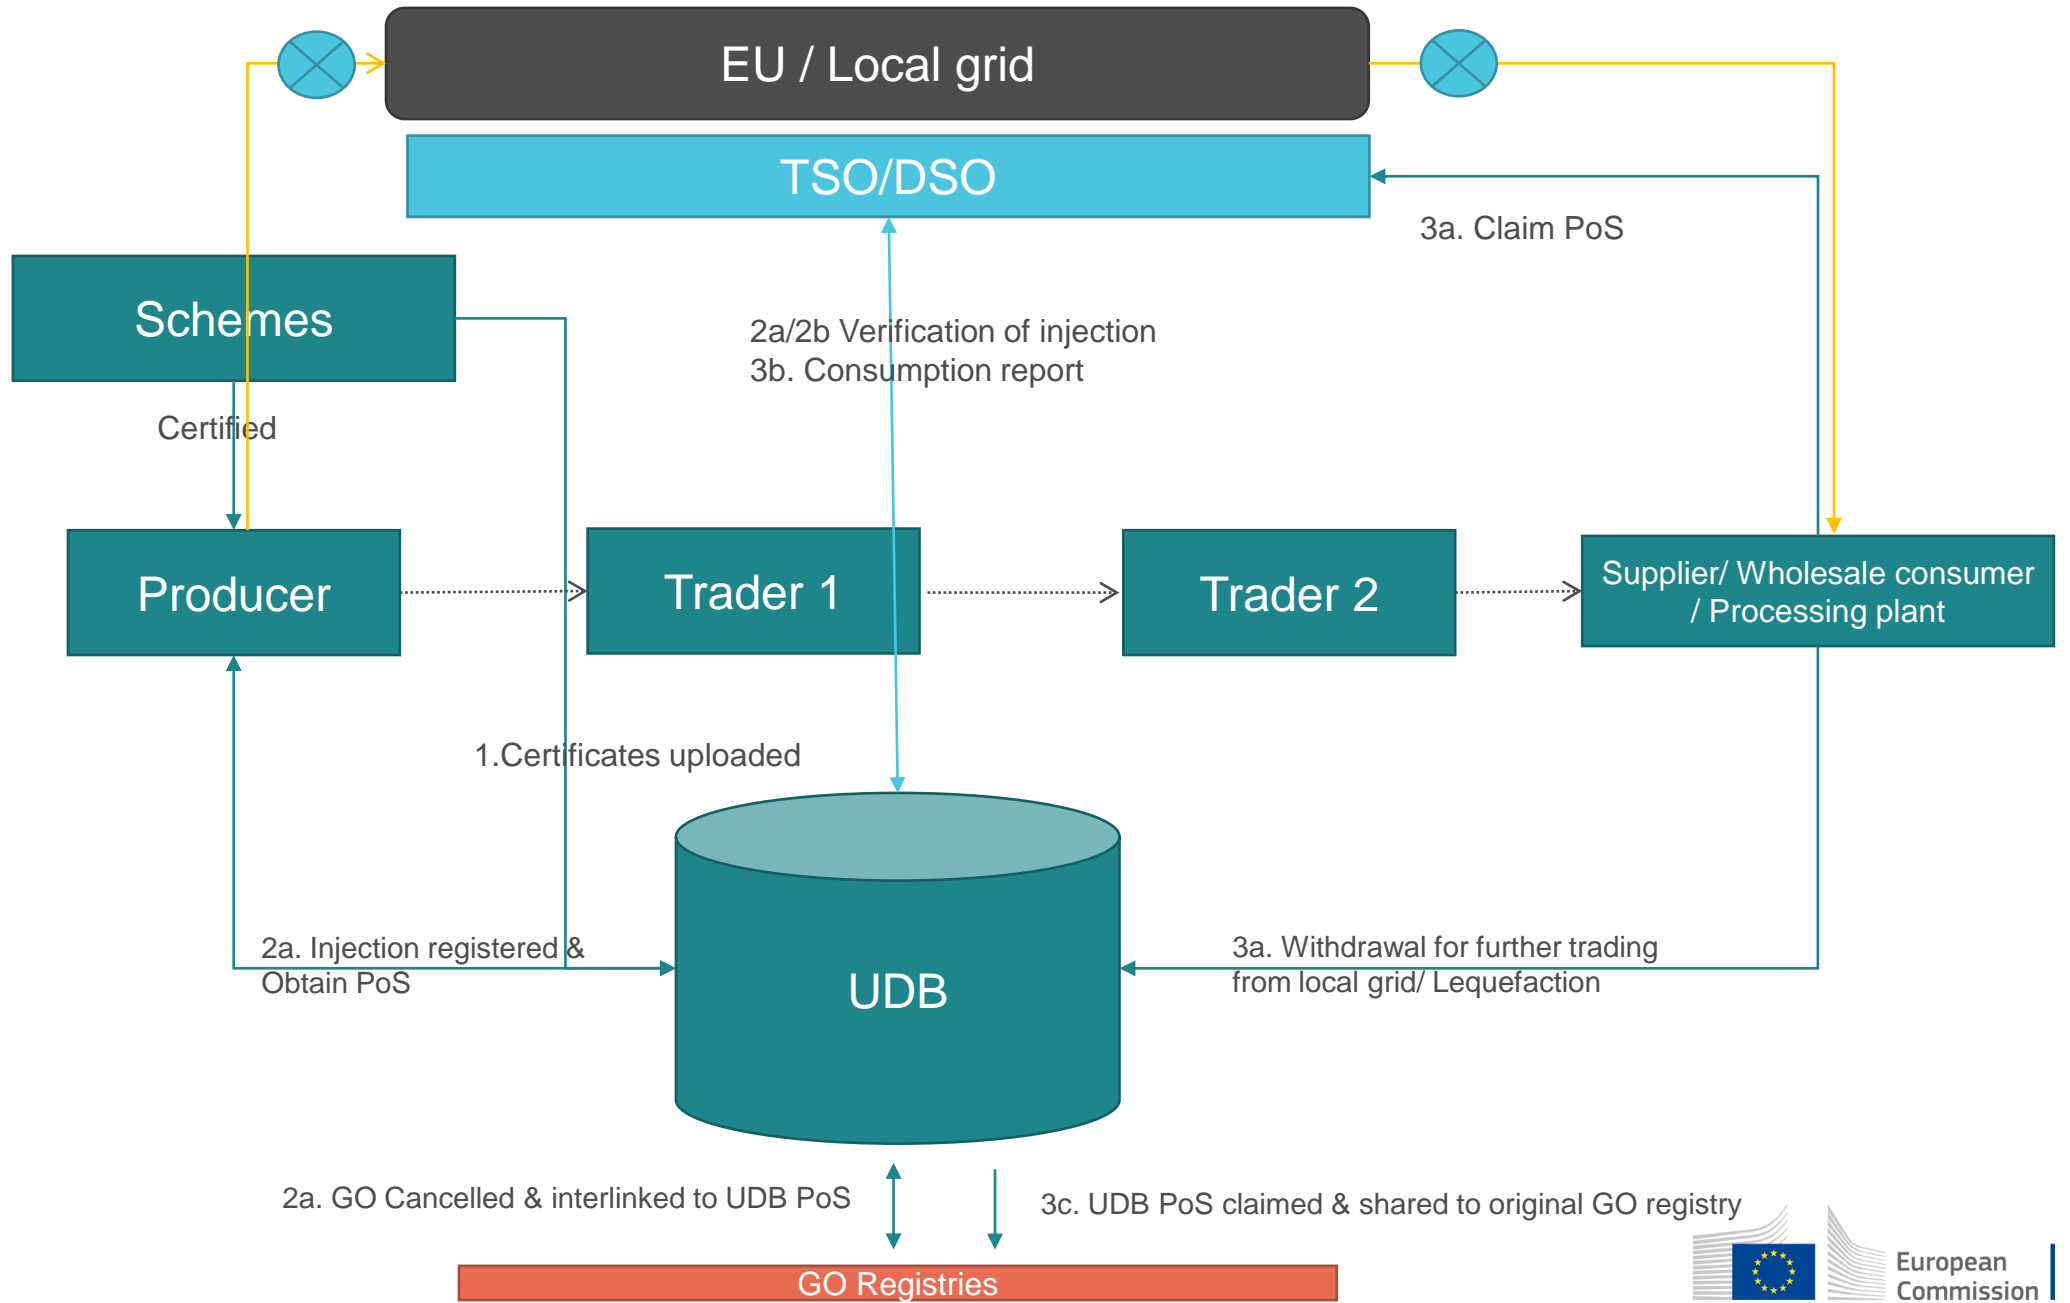 EU / Local grid
TSO/DSO
3a. Claim PoS
Schemes
2a/2b Verification of injection
3b. Consumption report
Certified
Producer
Trader 1
Trader 2
Supplier/ Wholesale consumer
/ Processing plant
1.Certificates uploaded
2a. Injection registered &
Obtain PoS
UDB
3a. Withdrawal for further trading
from local grid/ Lequefaction
2a. GO Cancelled & interlinked to UDB PoS
3c. UDB PoS claimed & shared to original GO registry
GO Registries
European
Commission